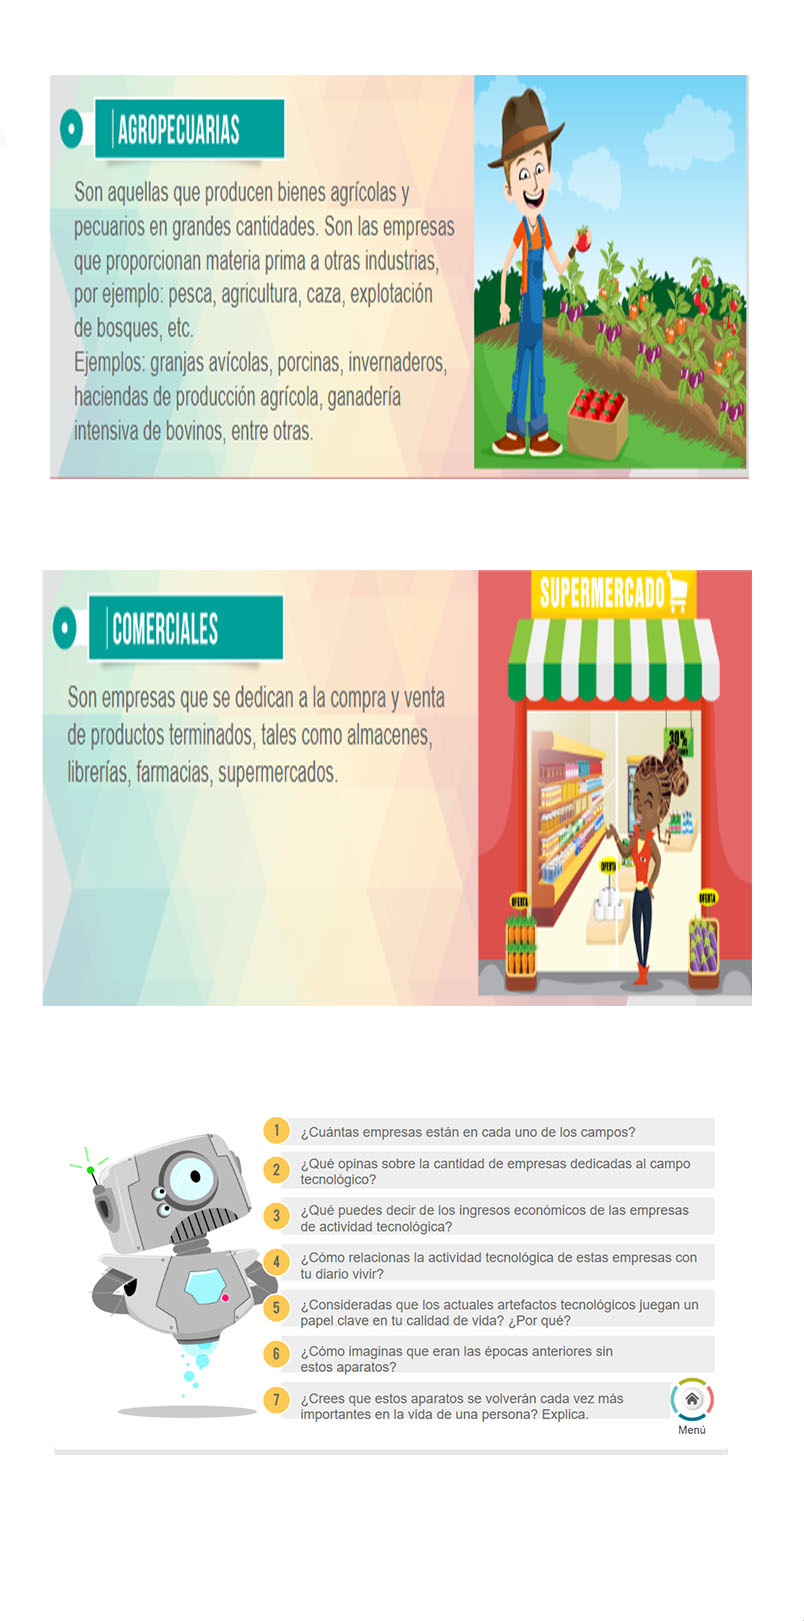 AGROPECUARIAS
Son aquellas que producen bienes agrícolas y
pecuarios en grandes cantidades. Son las empresas
que proporcionan materia prima a otras industrias,
por ejemplo: pesca, agricultura, caza, explotación
de bosques, etc.
Ejemplos: granjas avícolas, porcinas, invernaderos,
haciendas de producción agrícola, ganadería
intensiva de bovinos, entre otras.
COMERCIALES
Son empresas que se dedican a la compra y venta
de productos terminados, tales como almacenes,
librerías, farmacias, supermercados.
SUPERMERCADO
30%
OFERTA
OFERTA
OFERTA
1 ¿Cuántas empresas están en cada uno de los campos?
2 ¿Qué opinas sobre la cantidad de empresas dedicadas al campo
tecnológico?
3 ¿Qué puedes decir de los ingresos económicos de las empresas
de actividad tecnológica?
4 ¿Cómo relacionas la actividad tecnológica de estas empresas con
tu diario vivir?
5 ¿Consideradas que los actuales artefactos tecnológicos juegan un
papel clave en tu calidad de vida? ¿Por qué?
6 ¿Cómo imaginas que eran las épocas anteriores sin
estos aparatos?
7 ¿Crees que estos aparatos se volverán cada vez más
importantes en la vida de una persona? Explica.
Menú